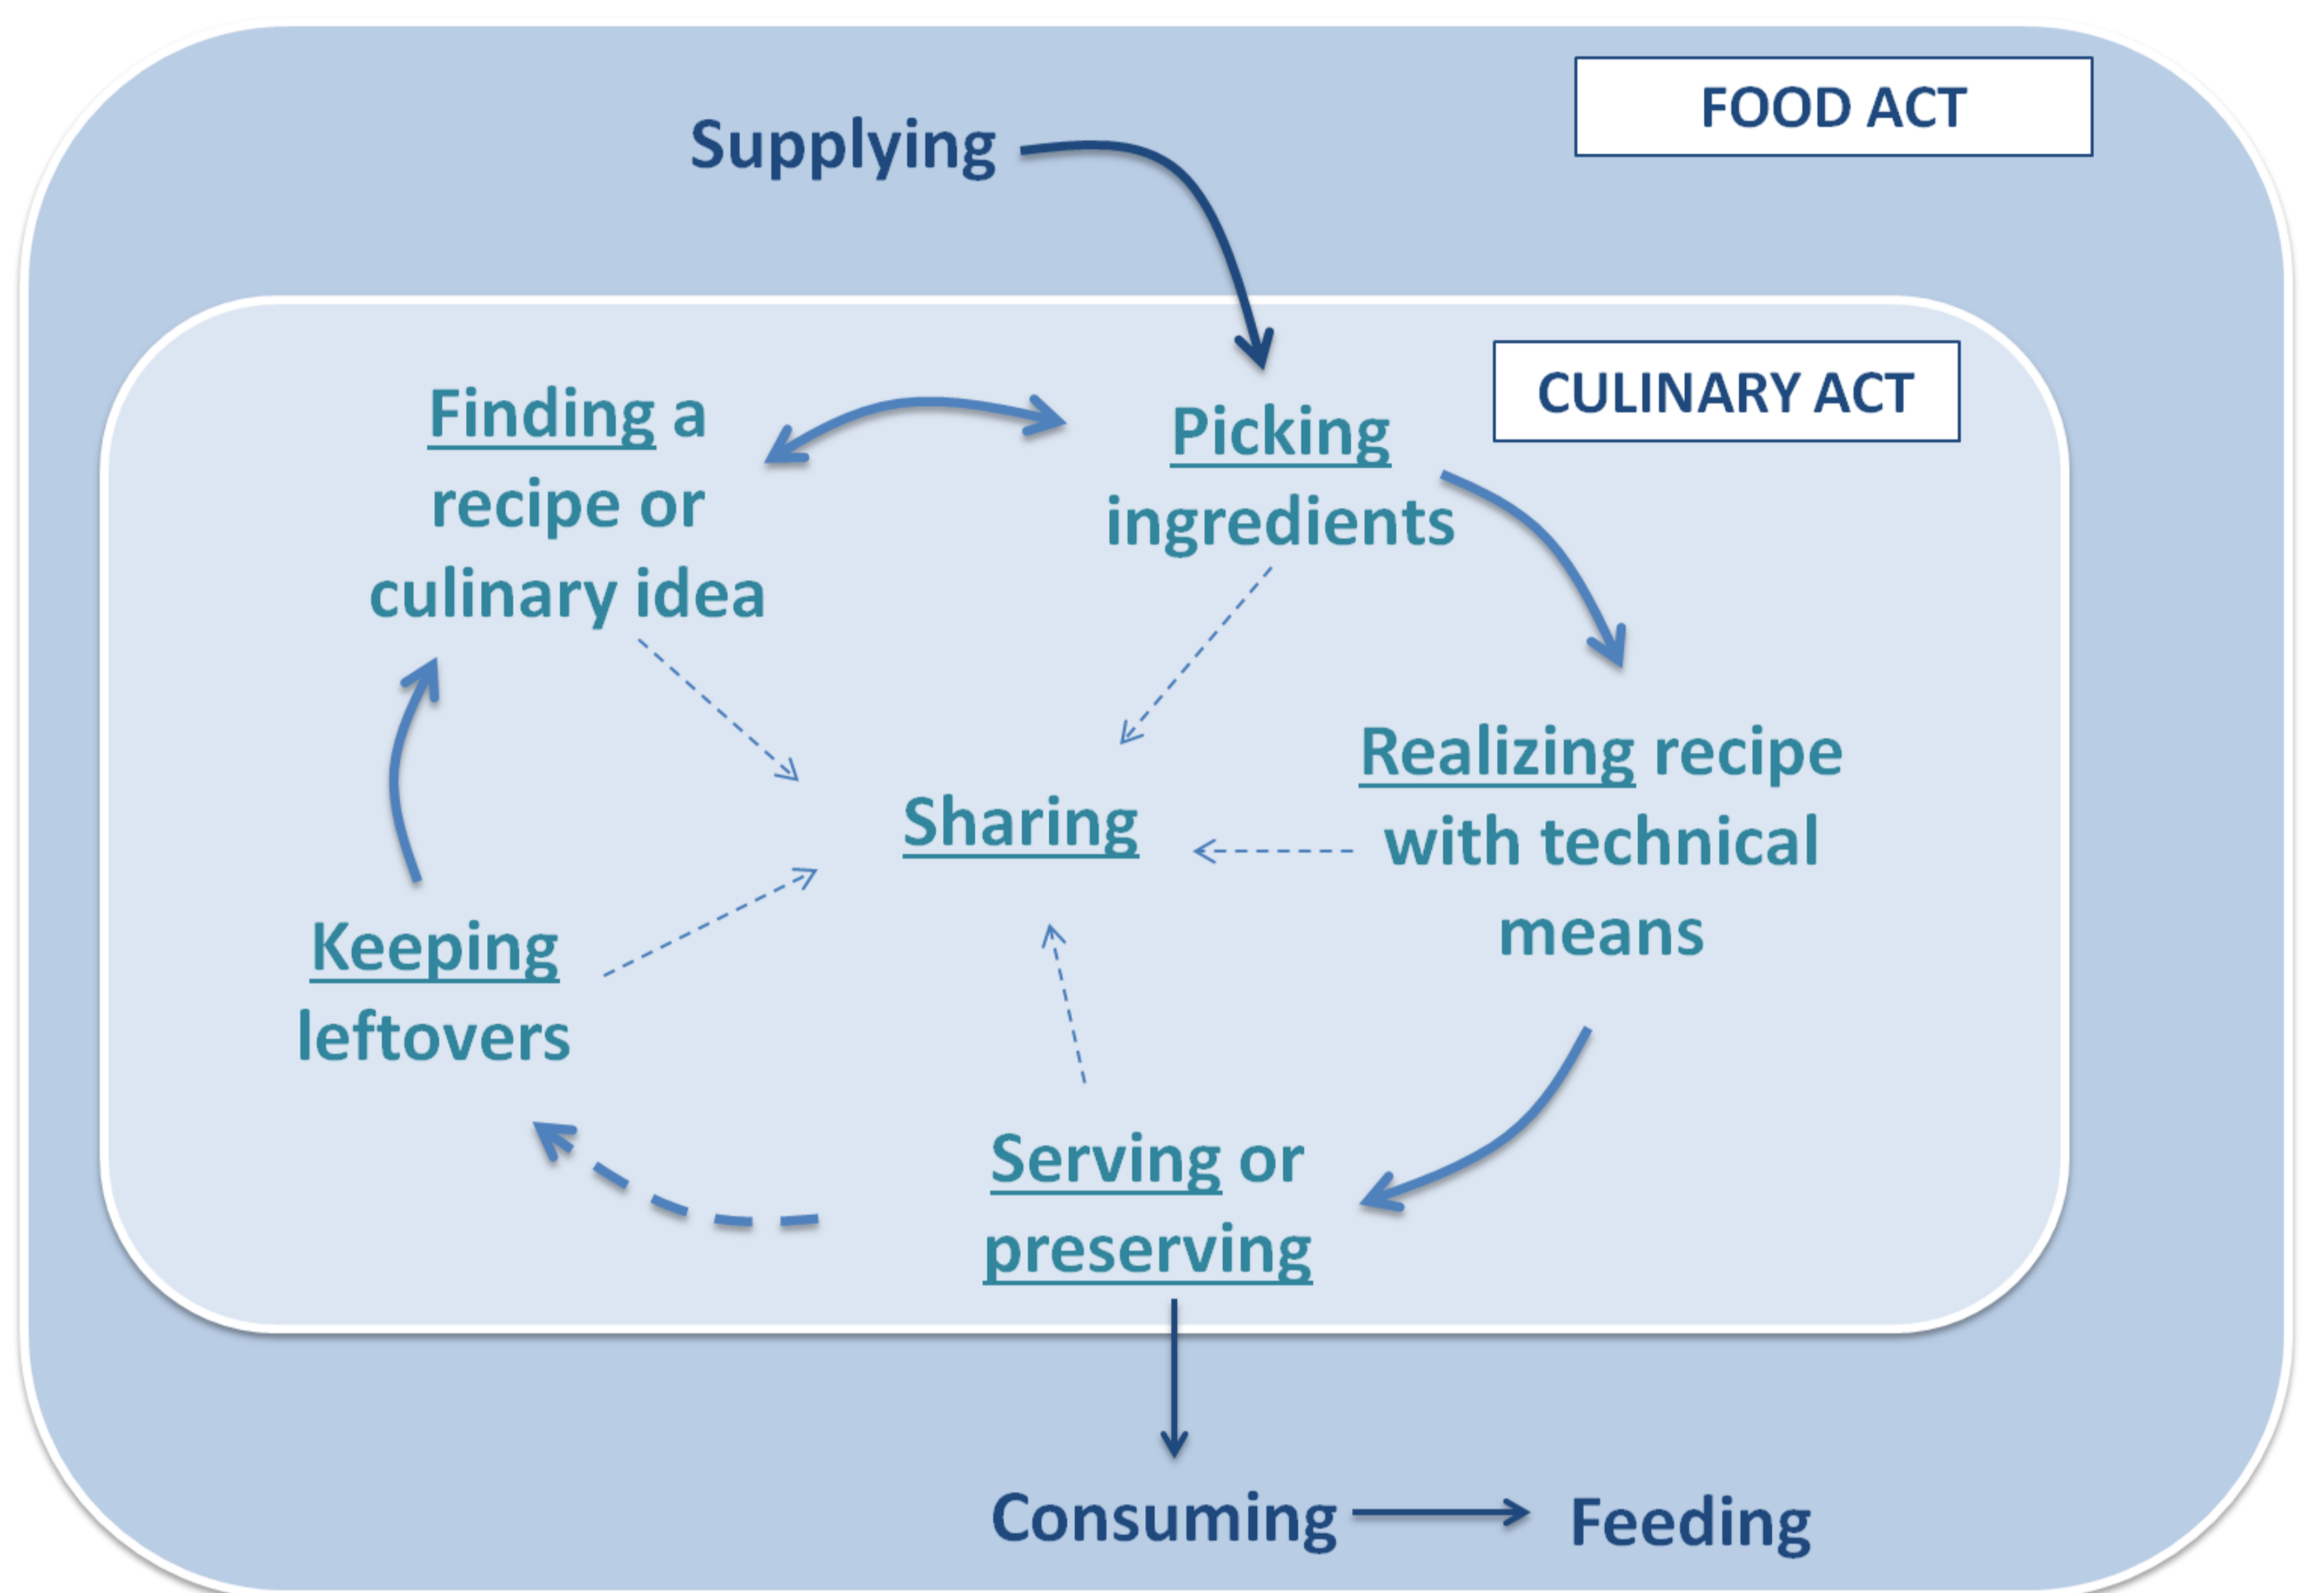 FOOD ACT
Supplying
CULINARY ACT
Finding a
recipe or
culinary idea
Picking
ingredients
Realizing recipe
with technical
means
Sharing
Keeping
leftovers
Serving or
preserving
Consuming
Feeding